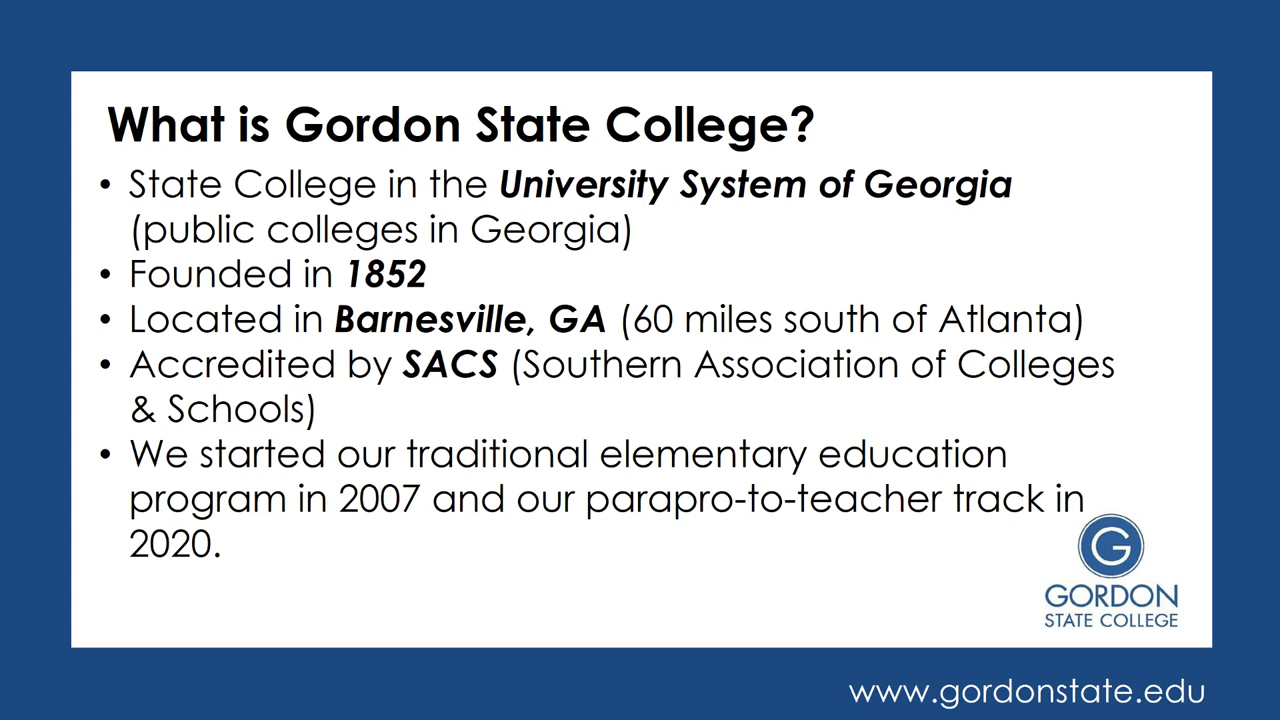 What is Gordon State College?
• State College in the University System of Georgia
(public colleges in Georgia)
• Founded in 1852
• Located in Barnesville, GA (60 miles south of Atlanta)
• Accredited by SACS (Southern Association of Colleges
& Schools)
• We started our traditional elementary education
program in 2007 and our parapro-to-teacher track in
2020.
G
GORDON
STATE COLLEGE
www.gordonstate.edu